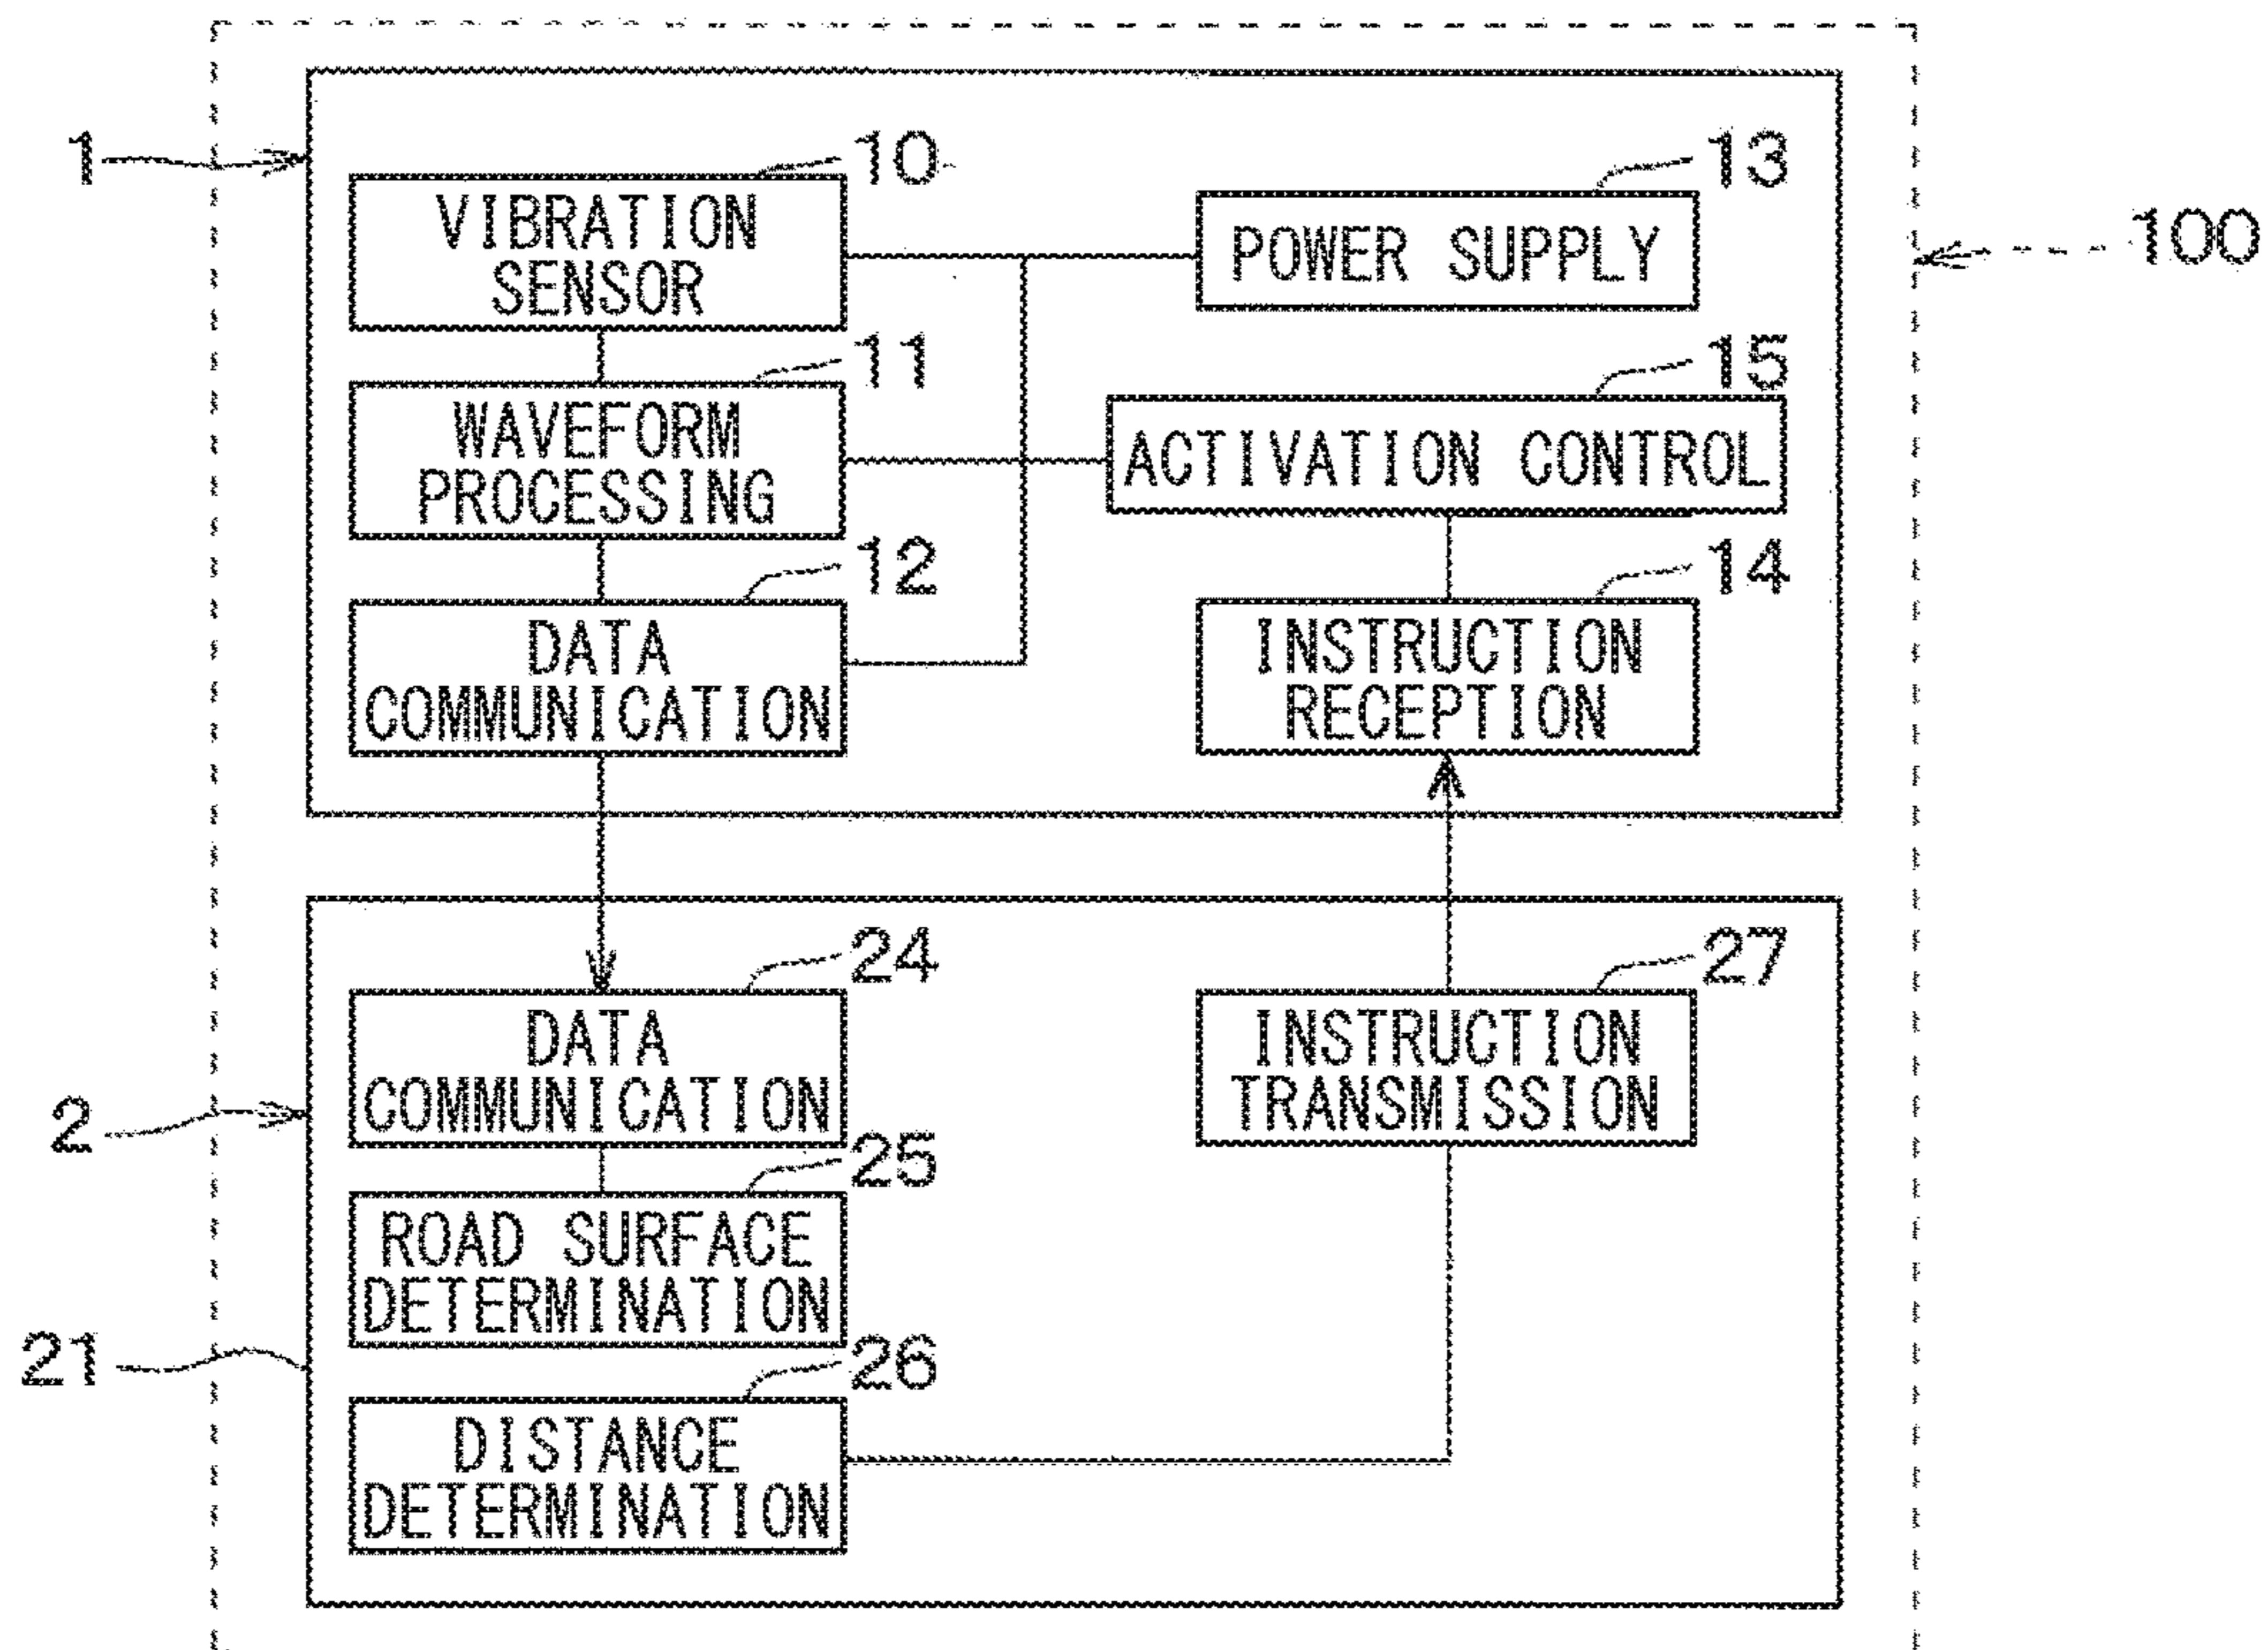 1
10
13
VIBRATION
SENSOR
POWER SUPPLY
100
11
15
WAVEFORM
PROCESSING
ACTIVATION CONTROL
12
14
DATA
COMMUNICATION
INSTRUCTION
RECEPTION
24
27
DATA
COMMUNICATION
INSTRUCTION
TRANSMISSION
2
25
ROAD SURFACE
DETERMINATION
21
26
DISTANCE
DETERMINATION